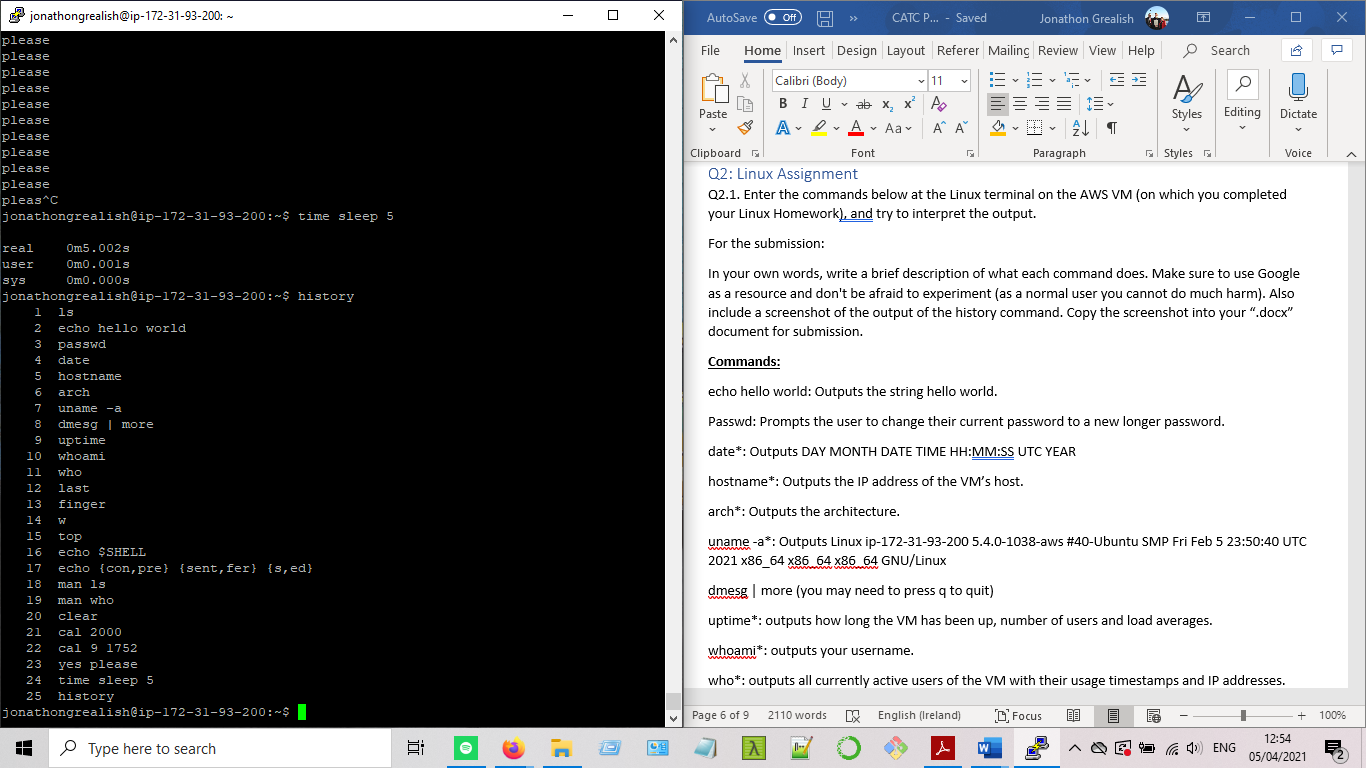 jonathongrealish@ip-172-31-93-200: ~
please
please
please
please
please
please
please
please
please
please
pleas^C
jonathongrealish@ip-172-31-93-200:~$ time sleep 5
real 0m5.002s
user 0m0.001s
sys 0m0.000s
jonathongrealish@ip-172-31-93-200:~$ history
1 ls
2 echo hello world
3 passwd
4 date
5 hostname
6 arch
7 uname -a
8 dmesg | more
9 uptime
10 whoami
11 who
12 last
13 finger
14 w
15 top
16 echo $SHELL
17 echo {con,pre} {sent,fer} {s,ed}
18 man ls
19 man who
20 clear
21 cal 2000
22 cal 9 1752
23 yes please
24 time sleep 5
25 history
jonathongrealish@ip-172-31-93-200:~$
AutoSave Off » CATC P... - Saved Jonathon Grealish
File Home Insert Design Layout Referer Mailing Review View Help Search
Calibri (Body) 11
Paste Styles Editing Dictate
Clipboard Font Paragraph Styles Voice
Q2: Linux Assignment
Q2.1. Enter the commands below at the Linux terminal on the AWS VM (on which you completed
your Linux Homework), and try to interpret the output.
For the submission:
In your own words, write a brief description of what each command does. Make sure to use Google
as a resource and don't be afraid to experiment (as a normal user you cannot do much harm). Also
include a screenshot of the output of the history command. Copy the screenshot into your “.docx”
document for submission.
Commands:
echo hello world: Outputs the string hello world.
Passwd: Prompts the user to change their current password to a new longer password.
date*: Outputs DAY MONTH DATE TIME HH:MM:SS UTC YEAR
hostname*: Outputs the IP address of the VM’s host.
arch*: Outputs the architecture.
uname -a*: Outputs Linux ip-172-31-93-200 5.4.0-1038-aws #40-Ubuntu SMP Fri Feb 5 23:50:40 UTC
2021 x86_64 x86_64 x86_64 GNU/Linux
dmesg | more (you may need to press q to quit)
uptime*: outputs how long the VM has been up, number of users and load averages.
whoami*: outputs your username.
who*: outputs all currently active users of the VM with their usage timestamps and IP addresses.
Page 6 of 9 2110 words English (Ireland) Focus 100%
Type here to search
ENG
12:54
05/04/2021
2